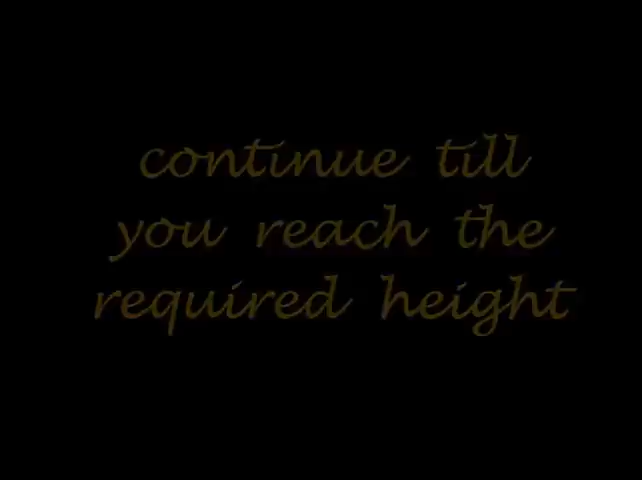 continue till
you reach the
required height